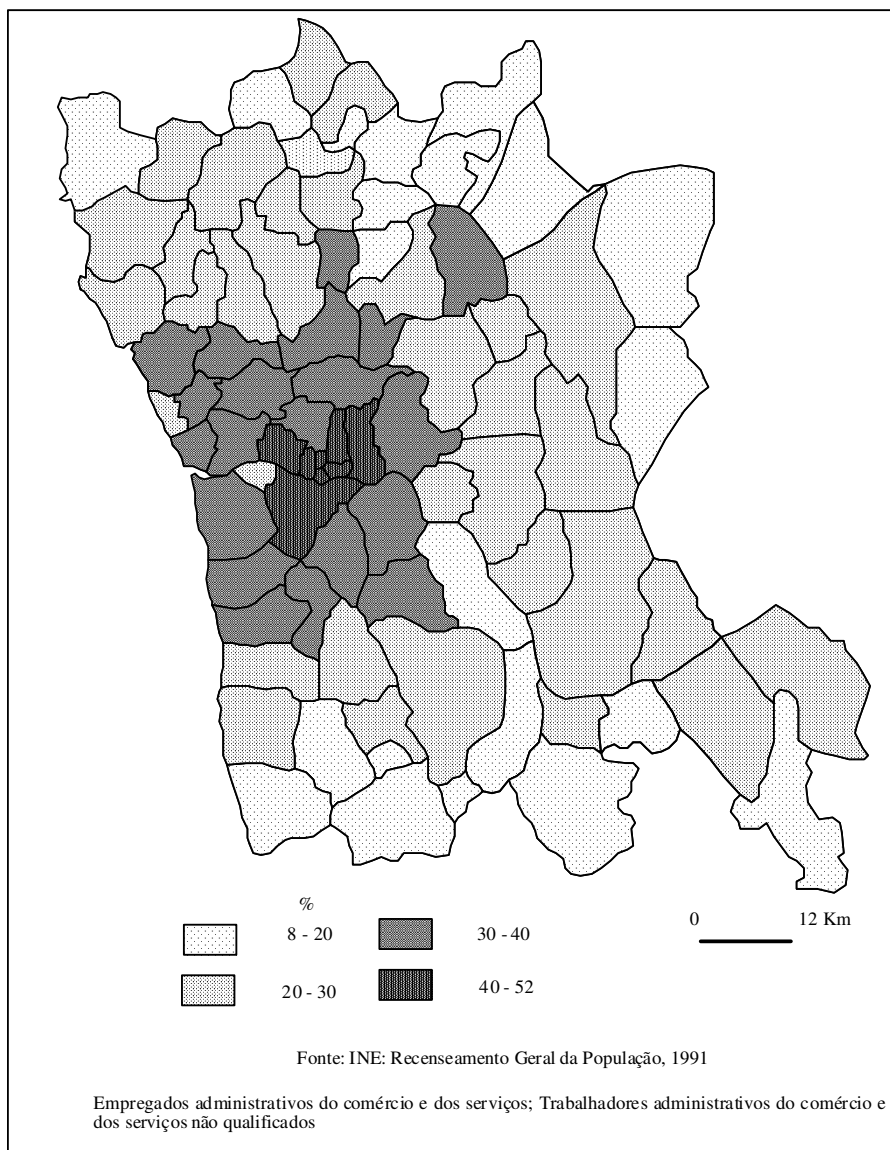 %
8 - 20
30 - 40
20 - 30
40 - 52
0 12 Km
Fonte: INE: Recenseamento Geral da População, 1991
Empregados administrativos do comércio e dos serviços; Trabalhadores administrativos do comércio e
dos serviços não qualificados